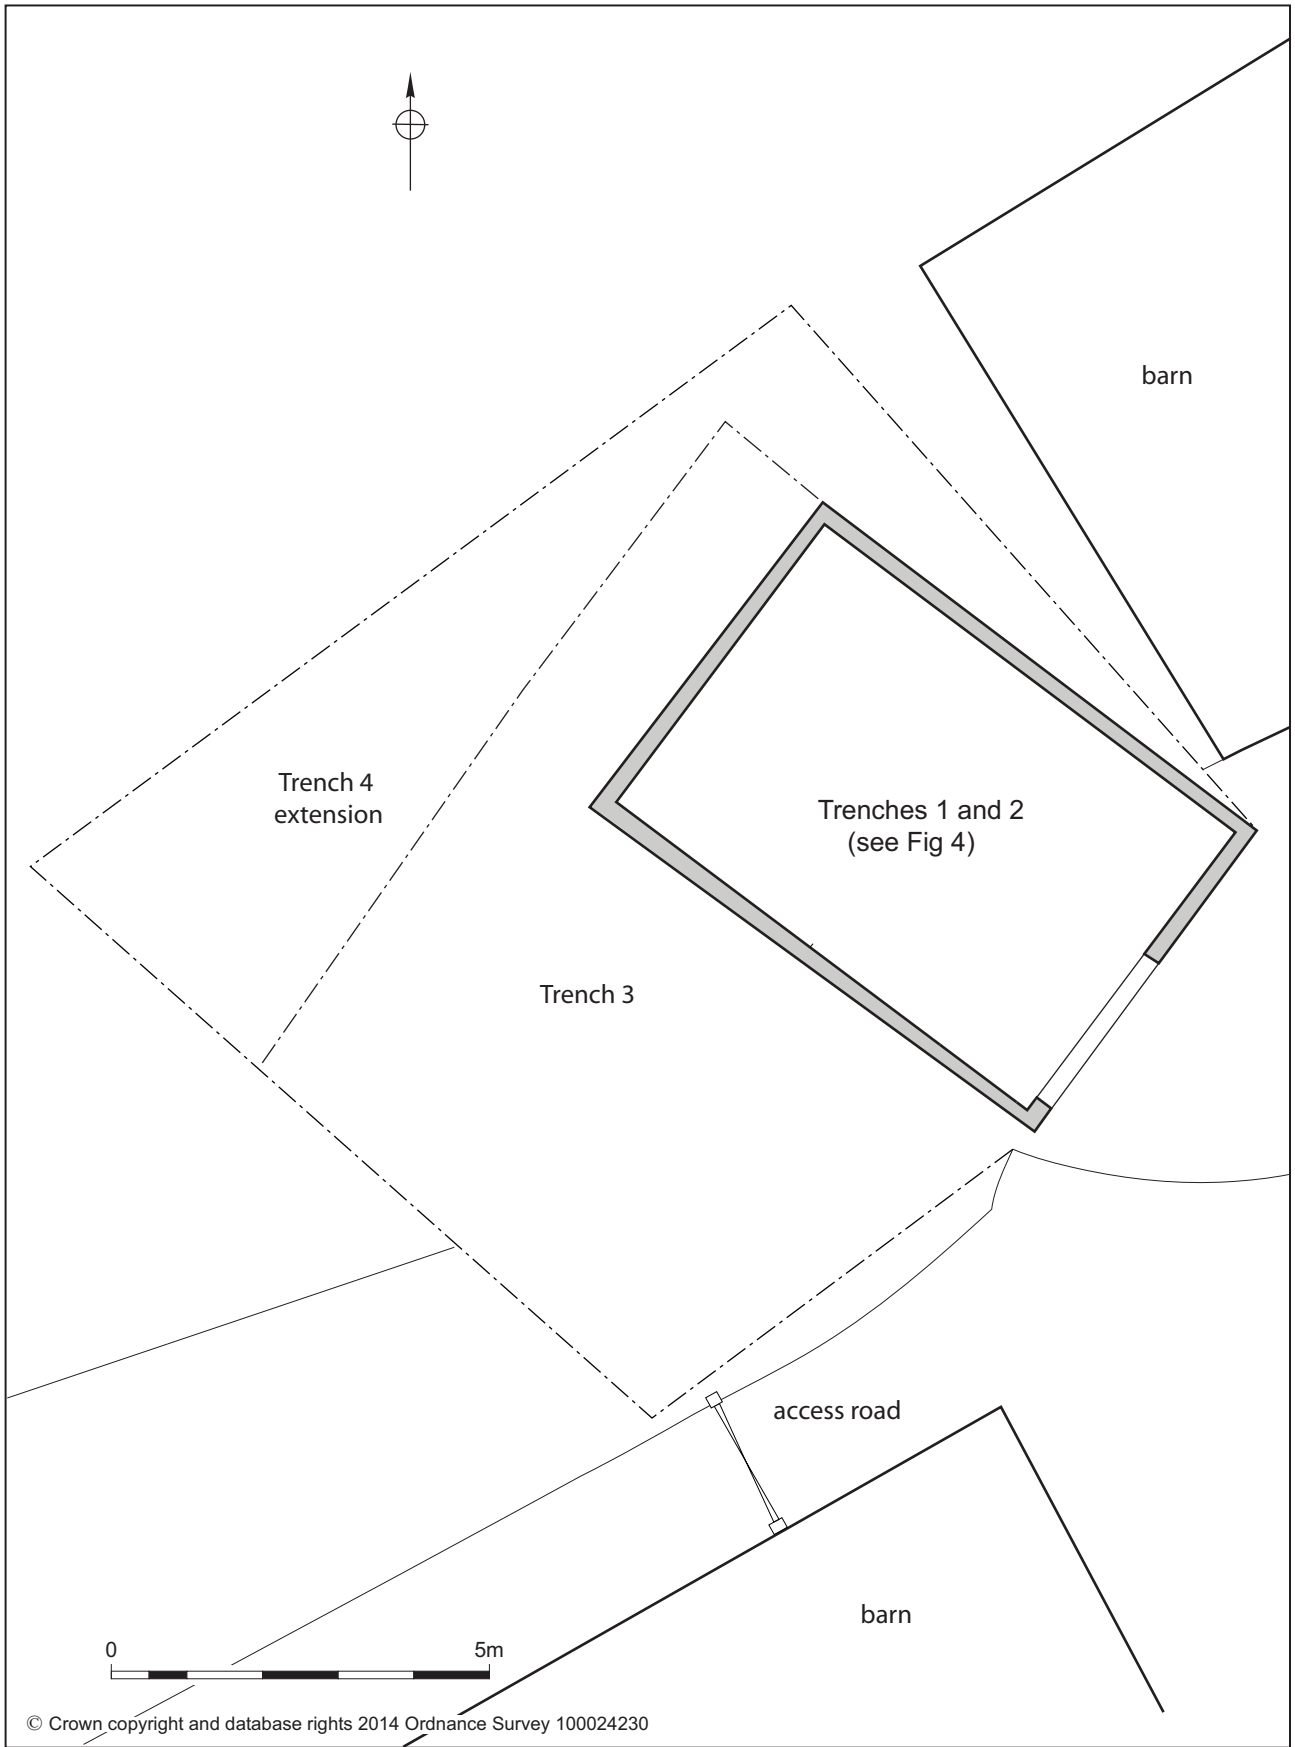 barn
Trench 4
extension
Trenches 1 and 2
(see Fig 4)
Trench 3
access road
barn
0 5m
© Crown copyright and database rights 2014 Ordnance Survey 100024230